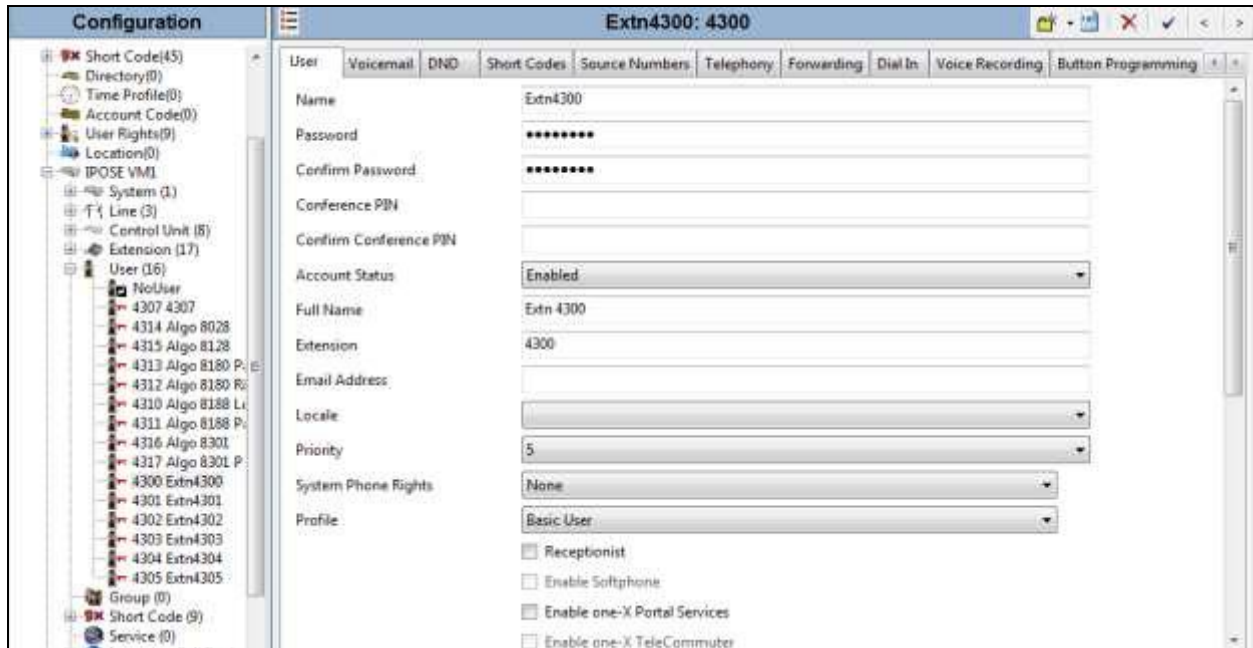 Configuration
Short Code(45)
Directory(0)
Time Profile(0)
Account Code(0)
User Rights(9)
Location(0)
IPOSE VM1
System (1)
Line (3)
Control Unit (8)
Extension (17)
User (16)
NoUser
4307 4307
4314 Algo 8028
4315 Algo 8128
4313 Algo 8180 P
4312 Algo 8180 Ri
4310 Algo 8188 L
4311 Algo 8188 P
4316 Algo 8301
4317 Algo 8301 P
4300 Extn4300
4301 Extn4301
4302 Extn4302
4303 Extn4303
4304 Extn4304
4305 Extn4305
Group (0)
Short Code (9)
Service (0)
Extn4300: 4300
User Voicemail DND Short Codes Source Numbers Telephony Forwarding Dial In Voice Recording Button Programming
Name Extn4300
Password ••••••••
Confirm Password ••••••••
Conference PIN
Confirm Conference PIN
Account Status Enabled
Full Name Extn 4300
Extension 4300
Email Address
Locale
Priority 5
System Phone Rights None
Profile Basic User
Receptionist
Enable Softphone
Enable one-X Portal Services
Enable one-X TeleCommuter